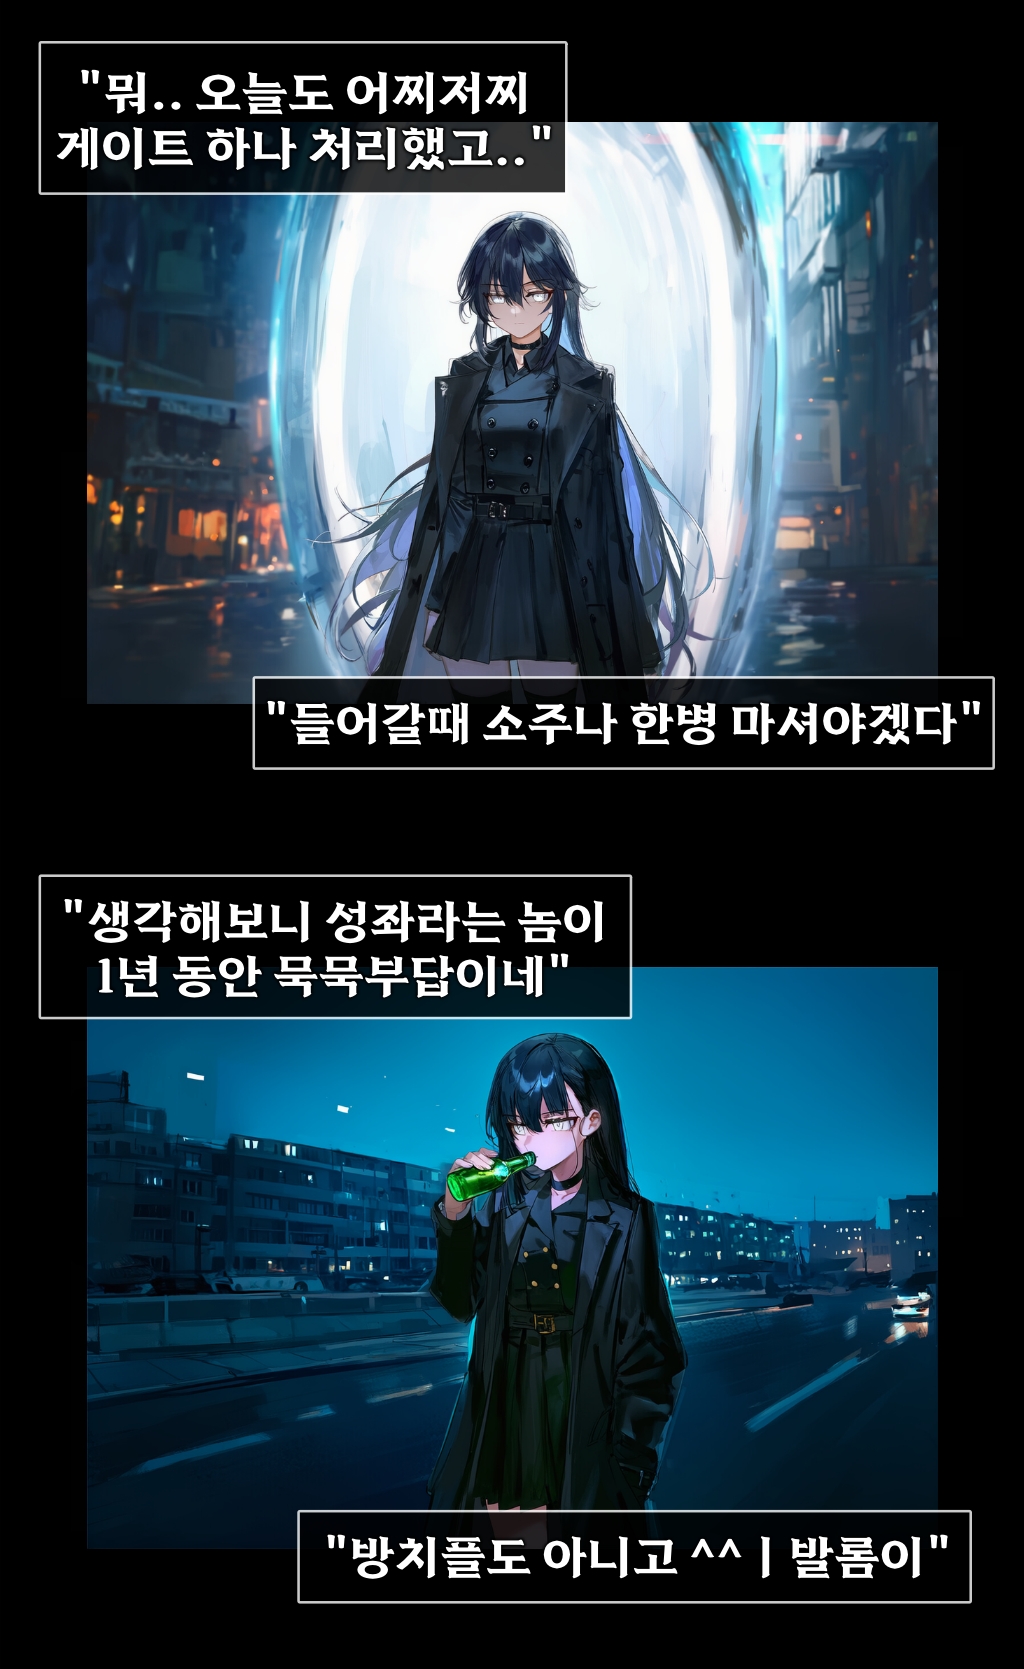 "뭐.. 오늘도 어찌저찌
게이트 하나 처리했고.."
"들어갈때 소주나 한병 마셔야겠다"
"생각해보니 성좌라는 놈이
1년 동안 묵묵부답이네"
"방치플도 아니고 ^^ㅣ발롬이"